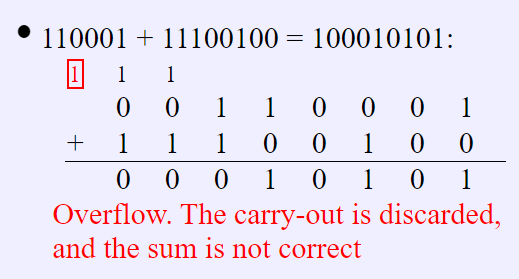 • 110001 + 11100100 = 100010101:
1 1 1
0 0 1 1 0 0 0 1
+ 1 1 1 0 0 1 0 0
0 0 0 1 0 1 0 1
Overflow. The carry-out is discarded,
and the sum is not correct